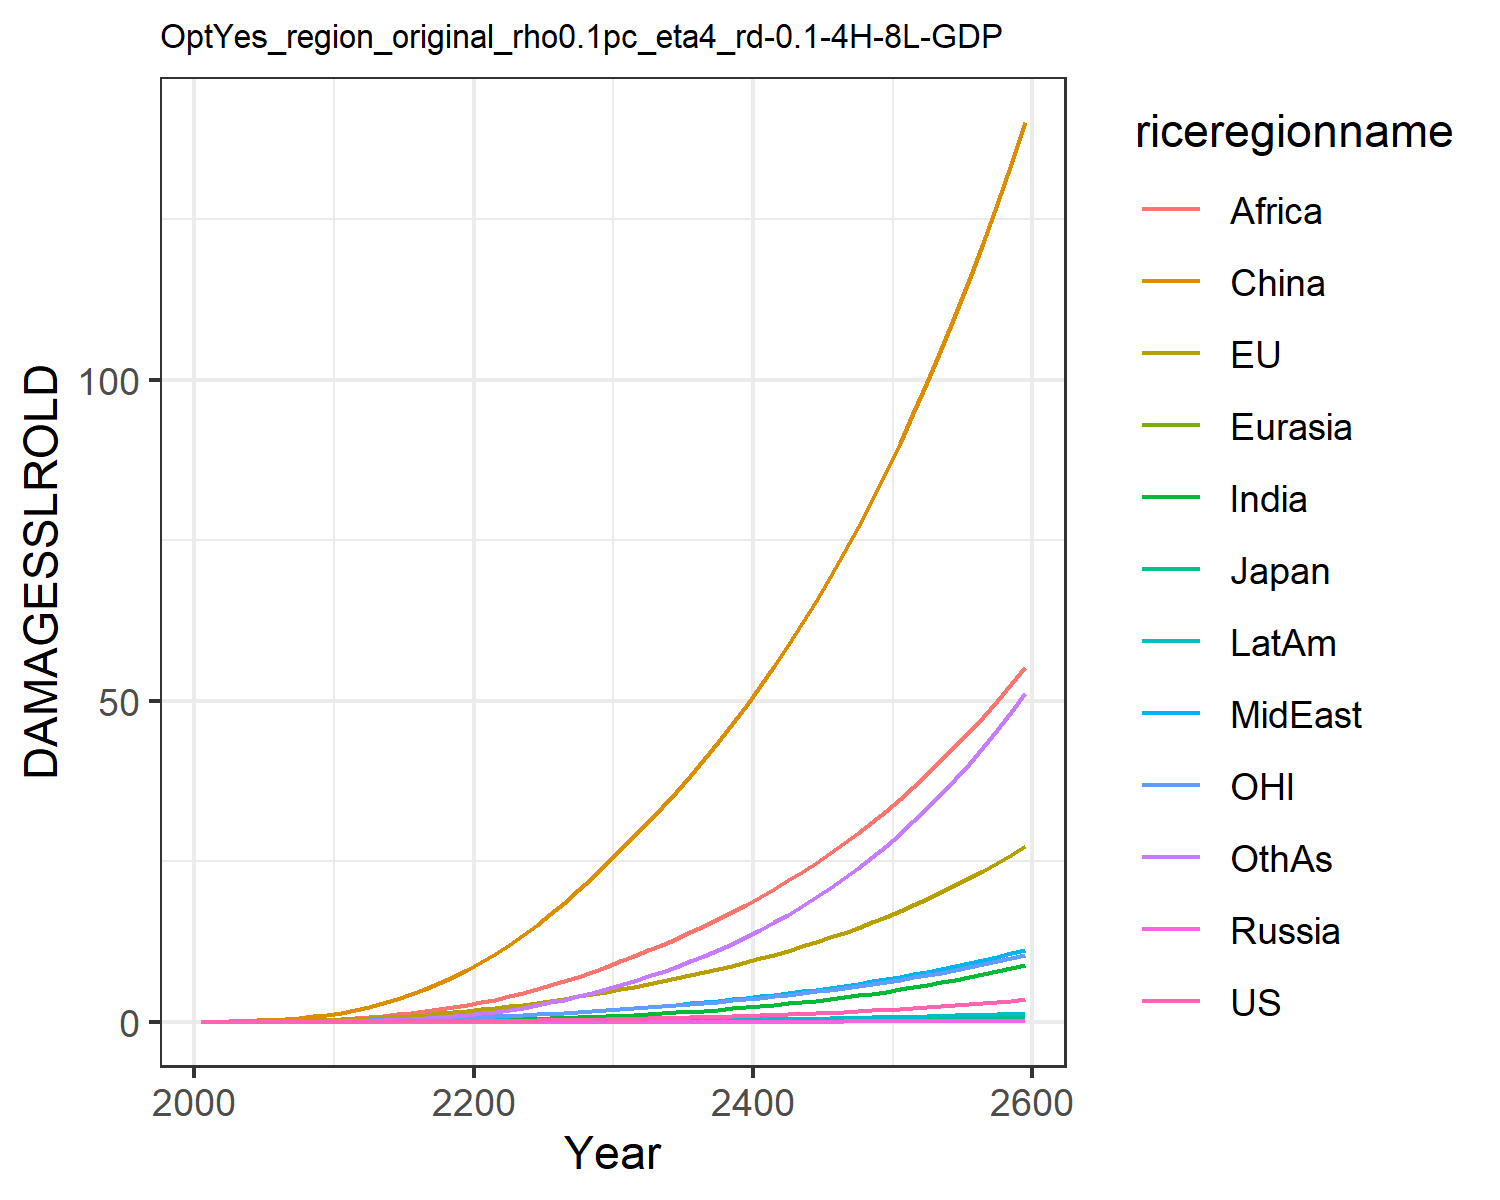 OptYes_region_original_rho0.1pc_eta4_rd-0.1-4H-8L-GDP
DAMAGESSLROLD
100
50
0
2000 2200 2400 2600
Year
riceregionname
Africa
China
EU
Eurasia
India
Japan
LatAm
MidEast
OHI
OthAs
Russia
US